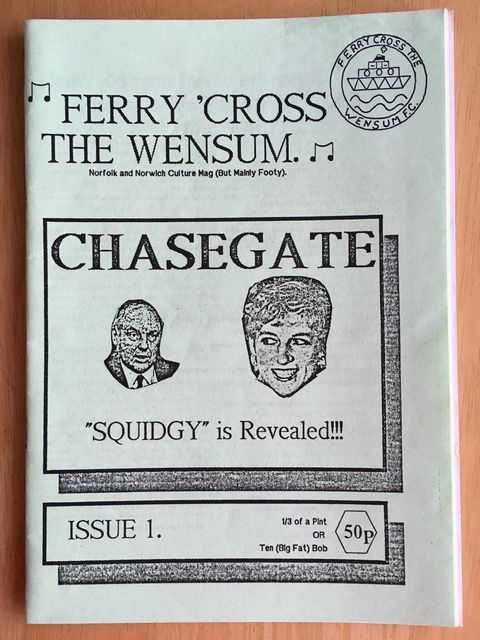 FERRY CROSS THE
WENSUM F.C.
FERRY 'CROSS
THE WENSUM.
Norfolk and Norwich Culture Mag (But Mainly Footy).
CHASEGATE
"SQUIDGY" is Revealed!!!
ISSUE 1.
1/3 of a Pint
OR
Ten (Big Fat) Bob
50p